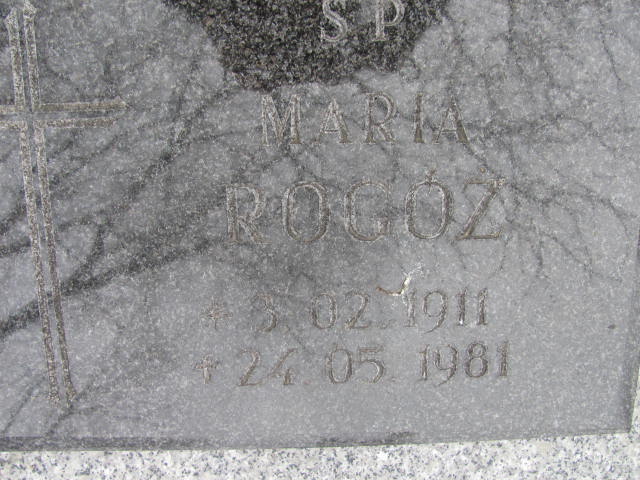 SP
MARIA
ROGÓŻ
* 3.02.1911
+ 24.05.1981